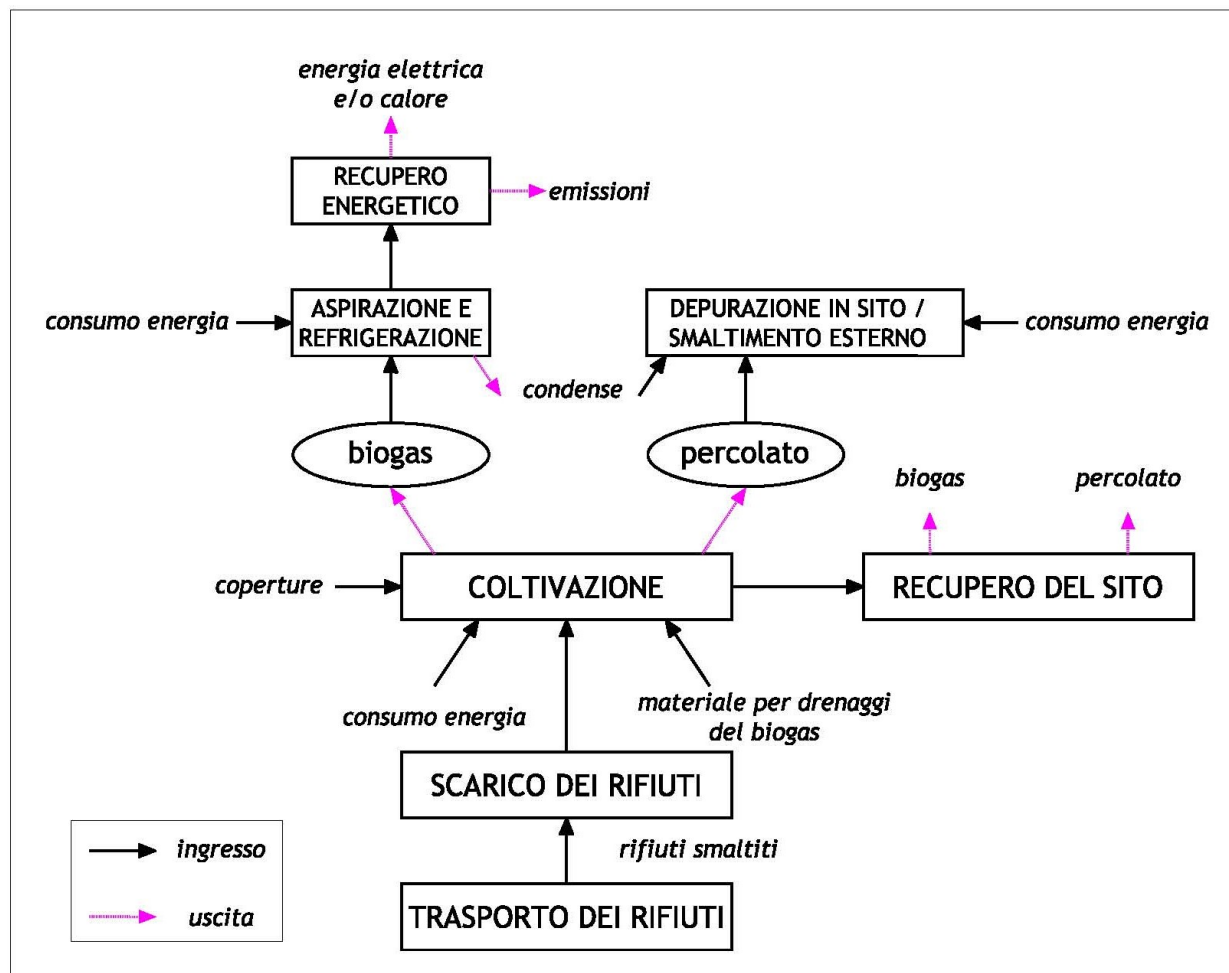 energia elettrica
e/o calore
RECUPERO
ENERGETICO
emissioni
consumo energia
ASPIRAZIONE E
REFRIGERAZIONE
DEPURAZIONE IN SITO /
SMALTIMENTO ESTERNO
consumo energia
condense
biogas
percolato
biogas
percolato
coperture
COLTIVAZIONE
RECUPERO DEL SITO
consumo energia
materiale per drenaggi
del biogas
SCARICO DEI RIFIUTI
ingresso
rifiuti smaltiti
uscita
TRASPORTO DEI RIFIUTI